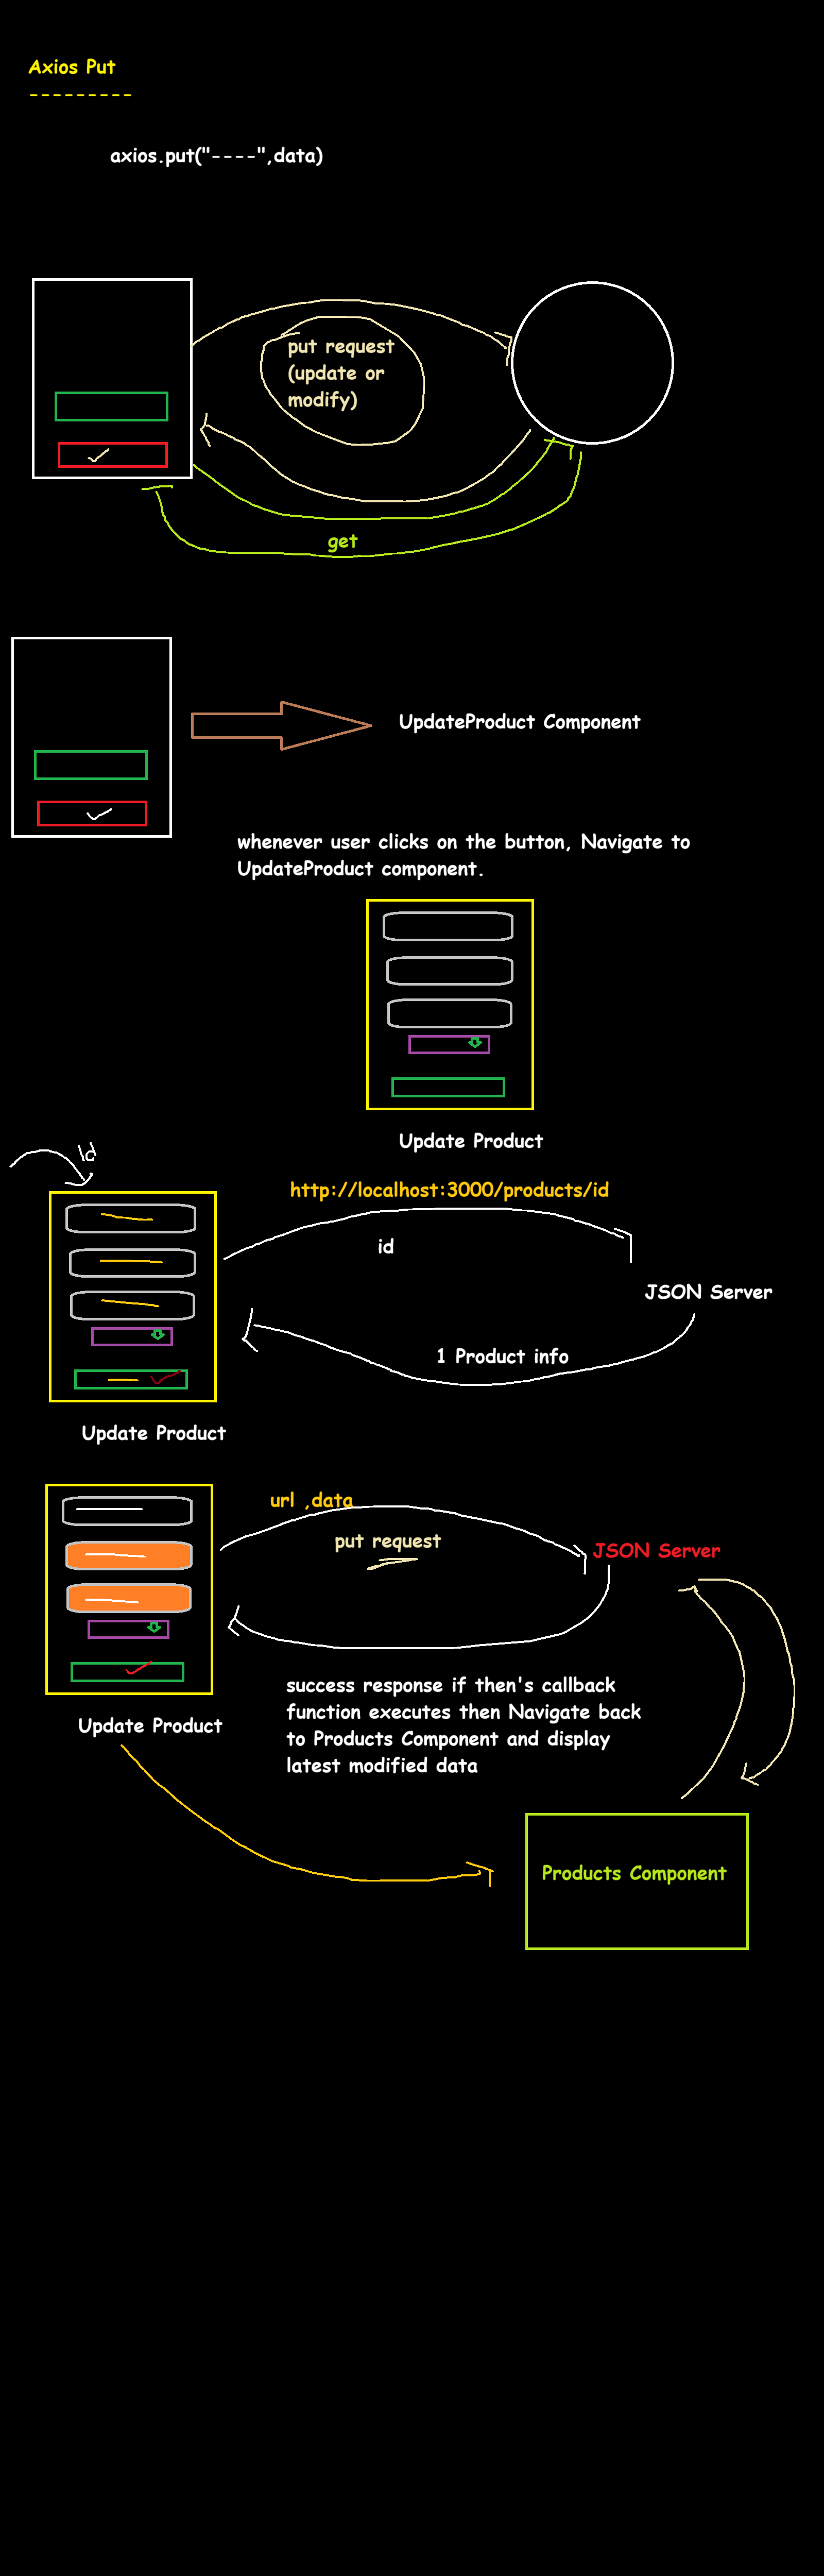 Axios Put
---------
axios.put("----",data)
put request
(update or
modify)
get
UpdateProduct Component
whenever user clicks on the button, Navigate to
UpdateProduct component.
Update Product
Id
http://localhost:3000/products/id
id
JSON Server
1 Product info
Update Product
url ,data
put request
JSON Server
success response if then's callback
function executes then Navigate back
to Products Component and display
latest modified data
Update Product
Products Component